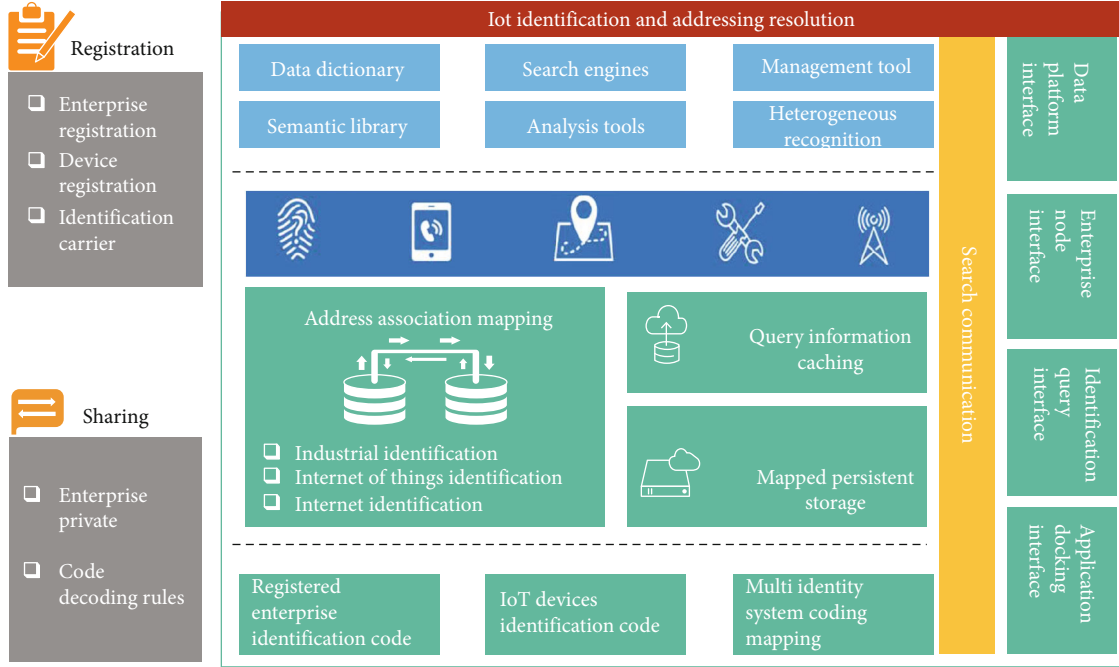 Registration
Enterprise
registration
Device
registration
Identification
carrier
Sharing
Enterprise
private
Code
decoding rules
Iot identification and addressing resolution
Data dictionary
Search engines
Management tool
Semantic library
Analysis tools
Heterogeneous
recognition
Address association mapping
Industrial identification
Internet of things identification
Internet identification
Query information
caching
Mapped persistent
storage
Registered
enterprise
identification code
IoT devices
identification code
Multi identity
system coding
mapping
Search communication
Data
platform
interface
Enterprise
node
interface
Identification
query
interface
Application
docking
interface